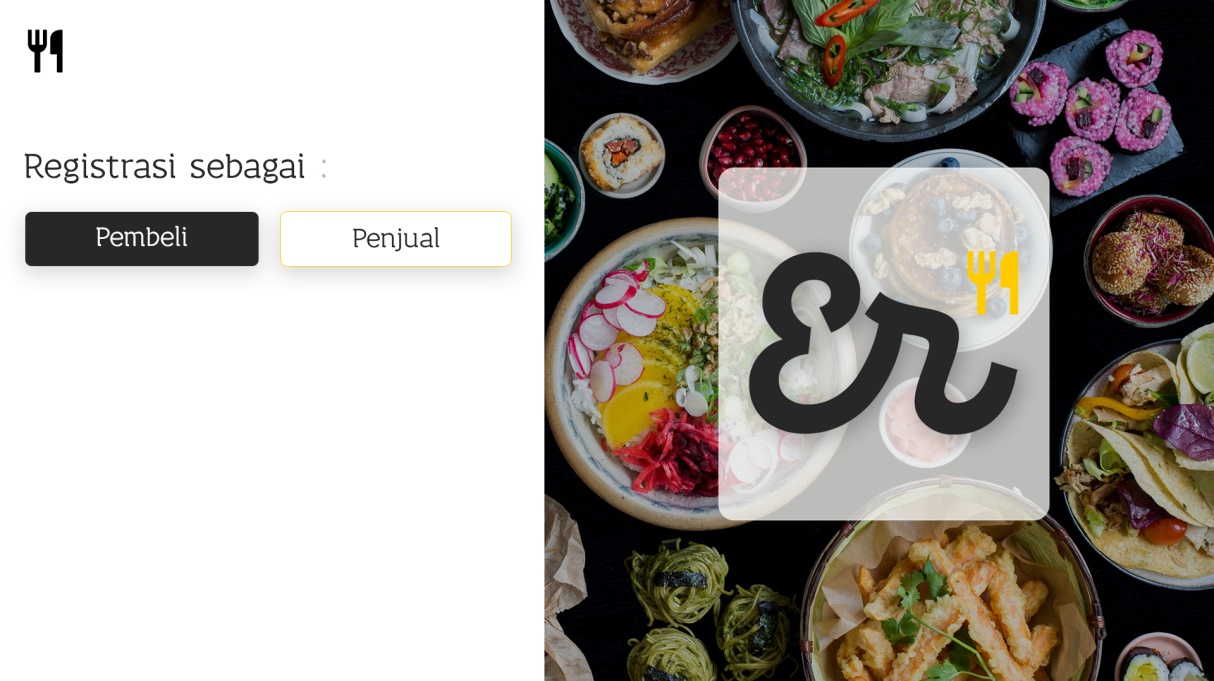 Registrasi sebagai :
Pembeli
Penjual
Er